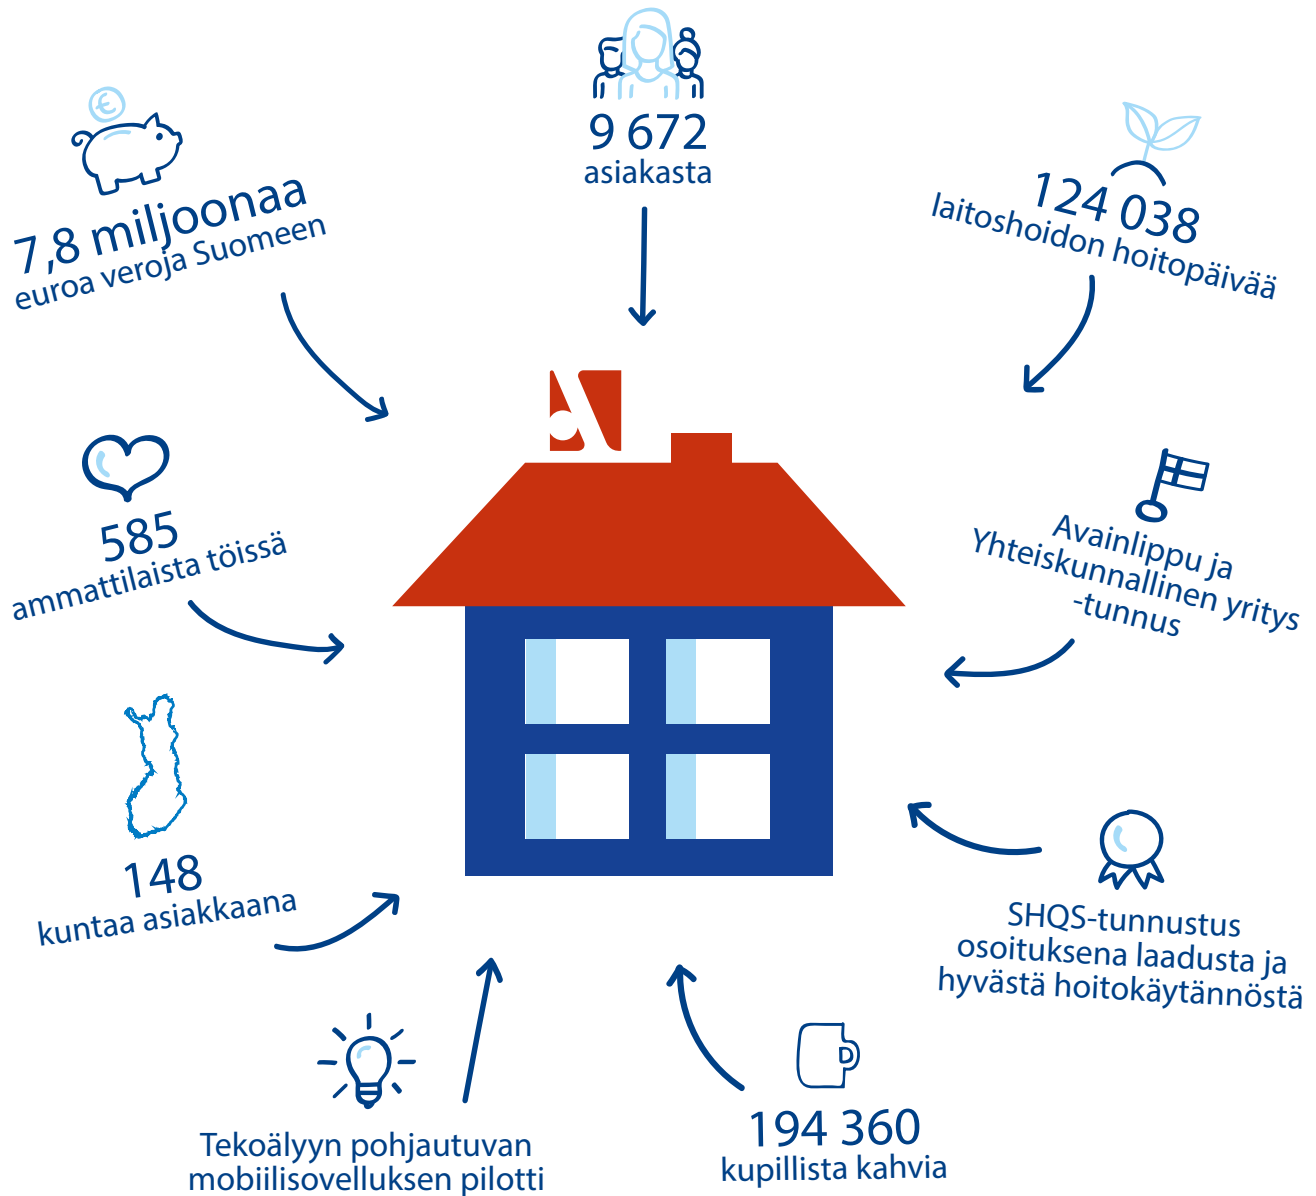 9 672
asiakasta
7,8 miljoonaa
euroa veroja Suomeen
124 038
laitoshoidon hoitopäivää
585
ammattilaista töissä
Avainlippu ja
Yhteiskunnallinen yritys
-tunnus
148
kuntaa asiakkaana
SHQS-tunnustus
osoituksena laadusta ja
hyvästä hoitokäytännöstä
Tekoälyyn pohjautuvan
mobiilisovelluksen pilotti
194 360
kupillista kahvia